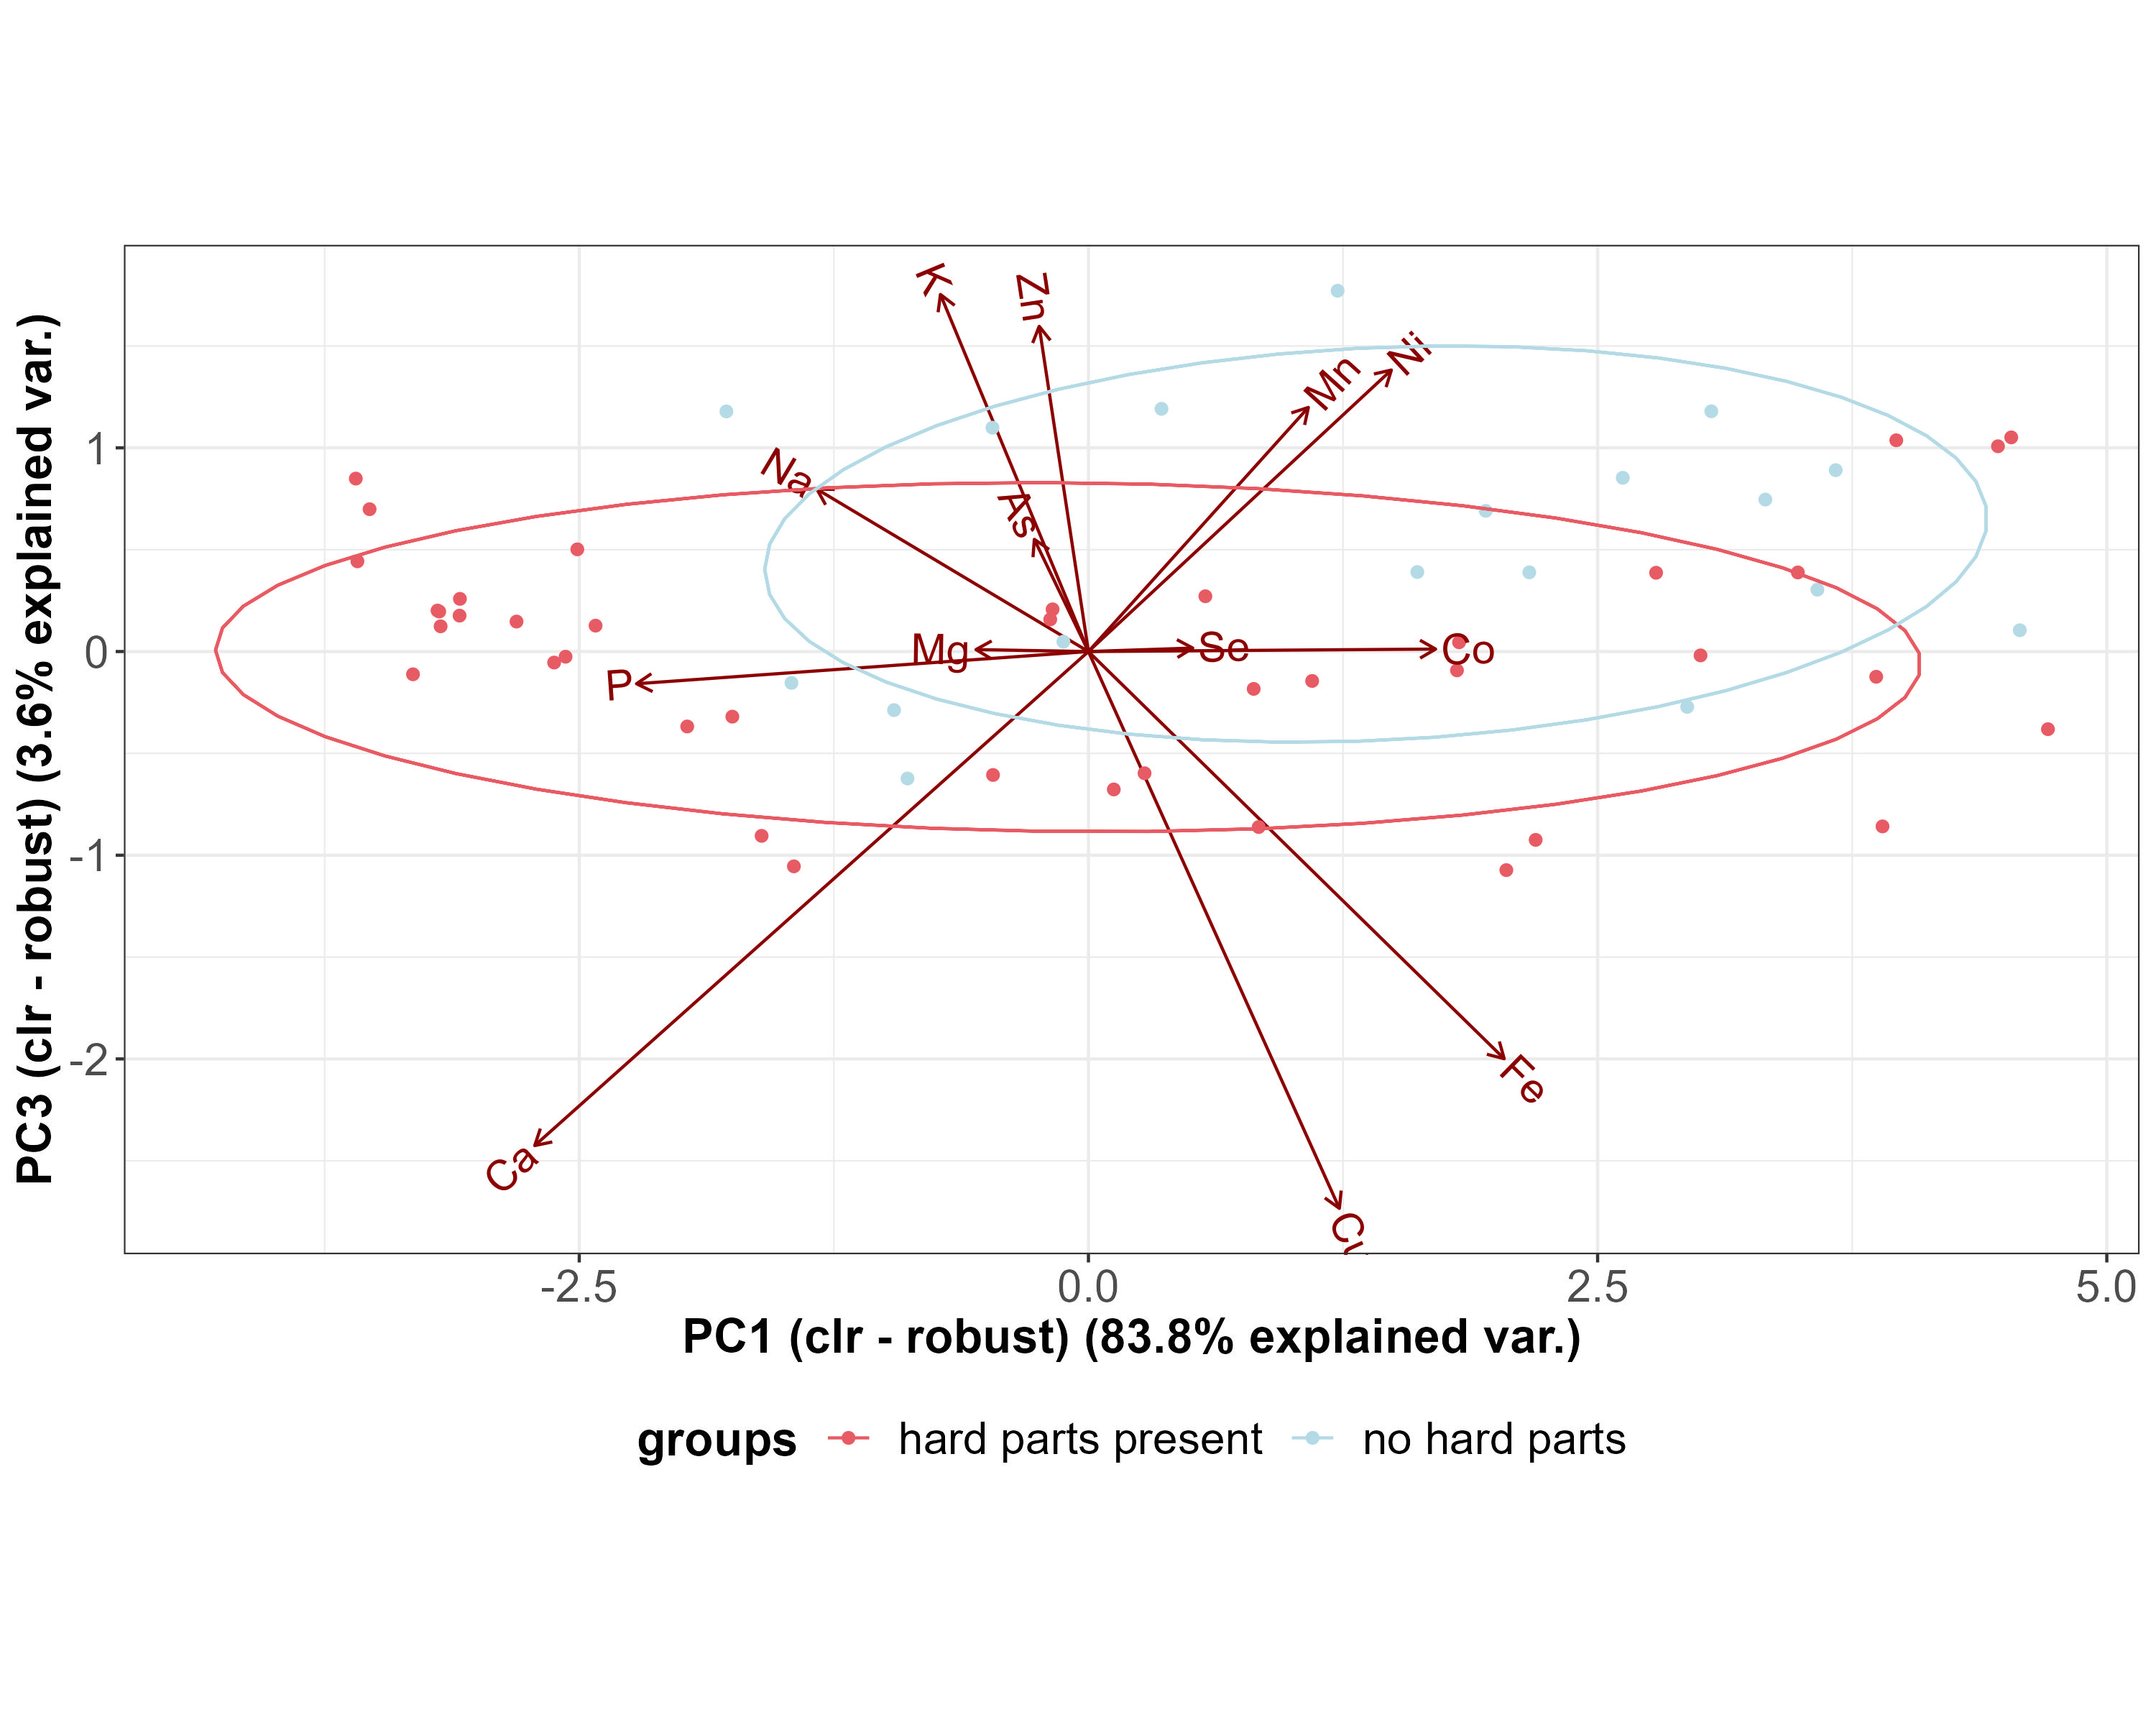 K
Zn
Ni
Mn
Na
As
1
Mg
Se
Co
0
P
-1
Fe
-2
Ca
-2.5
0.0
2.5
5.0
PC3 (clr - robust) (3.6% explained var.)
PC1 (clr - robust) (83.8% explained var.)
groups
hard parts present
no hard parts